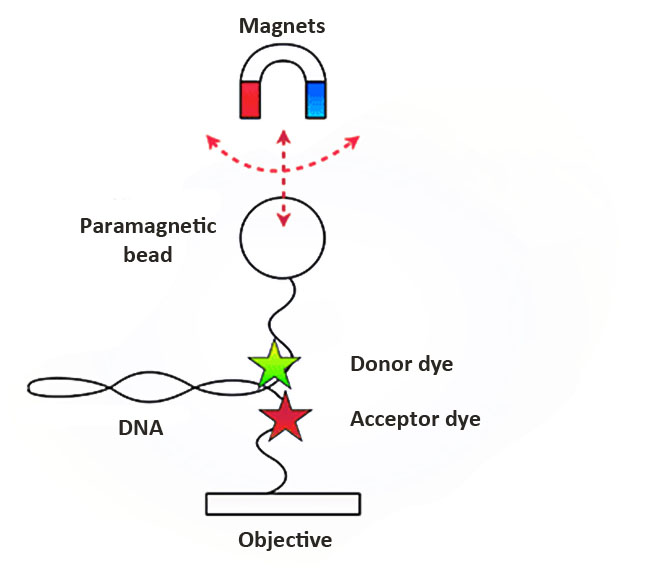 Magnets
Paramagnetic
bead
Donor dye
Acceptor dye
DNA
Objective